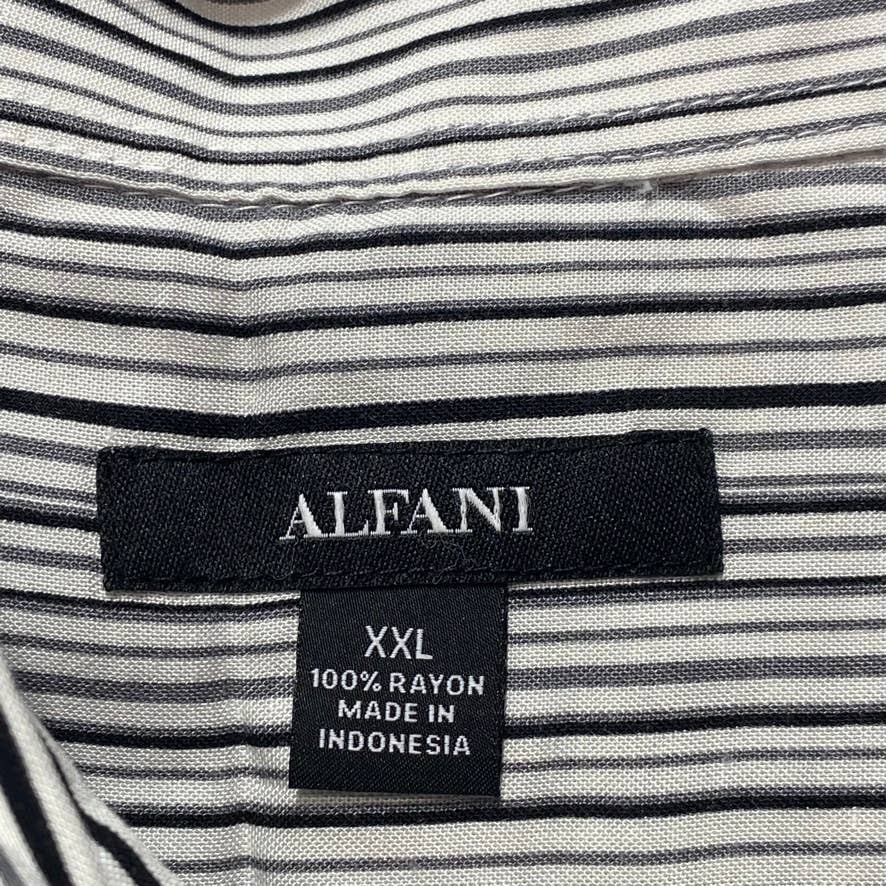 ALFANI
XXL
100% RAYON
MADE IN
INDONESIA